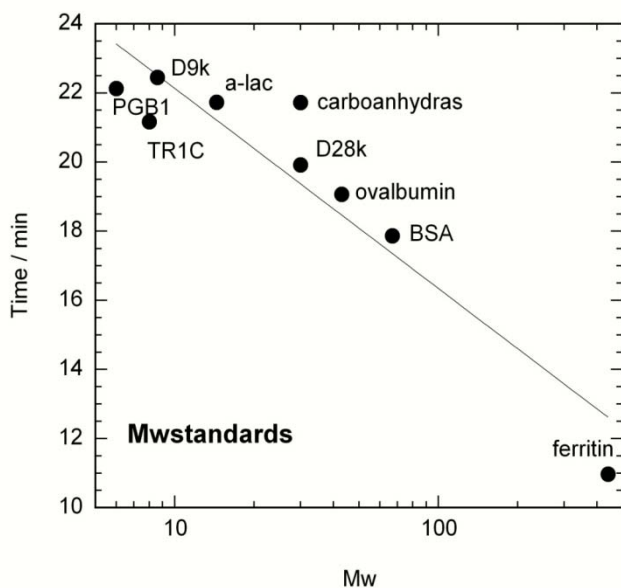 24
D9k
a-lac
22
carboanhydras
PGB1
TR1C
D28k
20
ovalbumin
BSA
18
Time / min
16
14
Mwstandards
12
ferritin
10
10
100
Mw